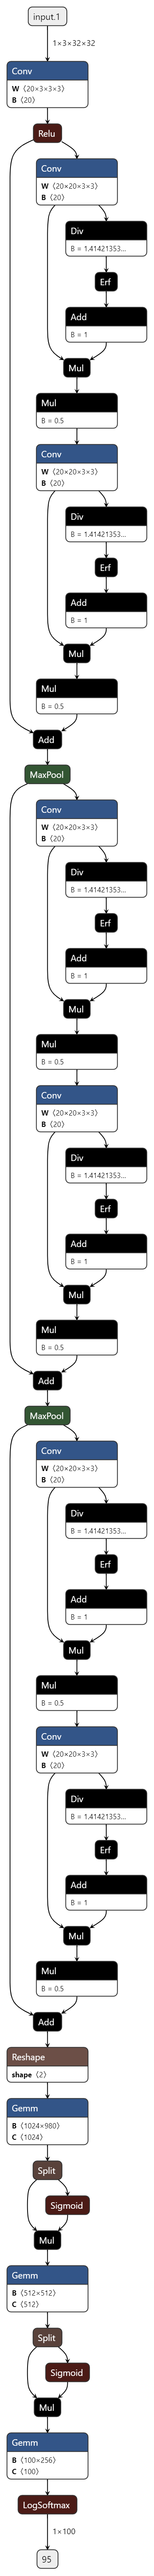 input.1
1×3×32×32
Conv
W ⟨20×3×3×3⟩
B ⟨20⟩
Relu
Conv
W ⟨20×20×3×3⟩
B ⟨20⟩
Div
B = 1.41421353…
Erf
Add
B = 1
Mul
Mul
B = 0.5
Conv
W ⟨20×20×3×3⟩
B ⟨20⟩
Div
B = 1.41421353…
Erf
Add
B = 1
Mul
Mul
B = 0.5
Add
MaxPool
Conv
W ⟨20×20×3×3⟩
B ⟨20⟩
Div
B = 1.41421353…
Erf
Add
B = 1
Mul
Mul
B = 0.5
Conv
W ⟨20×20×3×3⟩
B ⟨20⟩
Div
B = 1.41421353…
Erf
Add
B = 1
Mul
Mul
B = 0.5
Add
MaxPool
Conv
W ⟨20×20×3×3⟩
B ⟨20⟩
Div
B = 1.41421353…
Erf
Add
B = 1
Mul
Mul
B = 0.5
Conv
W ⟨20×20×3×3⟩
B ⟨20⟩
Div
B = 1.41421353…
Erf
Add
B = 1
Mul
Mul
B = 0.5
Add
Reshape
shape ⟨2⟩
Gemm
B ⟨1024×980⟩
C ⟨1024⟩
Split
Sigmoid
Mul
Gemm
B ⟨512×512⟩
C ⟨512⟩
Split
Sigmoid
Mul
Gemm
B ⟨100×256⟩
C ⟨100⟩
LogSoftmax
1×100
95